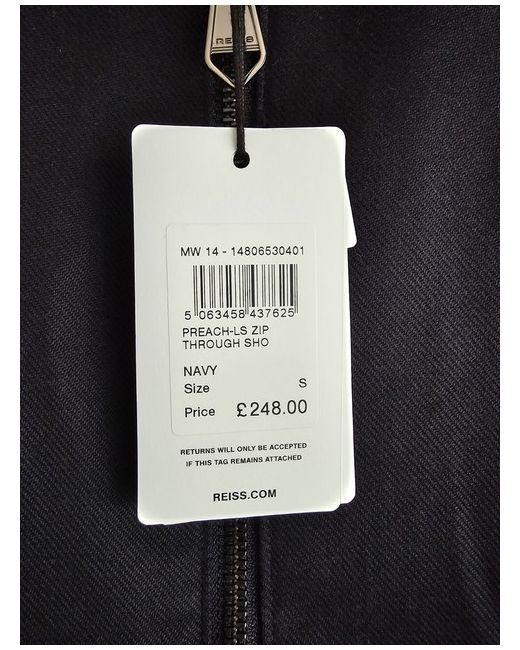 REISS
MW 14 - 14806530401
5 063458 437625
PREACH-LS ZIP
THROUGH SHO
NAVY
Size S
Price £248.00
RETURNS WILL ONLY BE ACCEPTED
IF THIS TAG REMAINS ATTACHED
REISS.COM